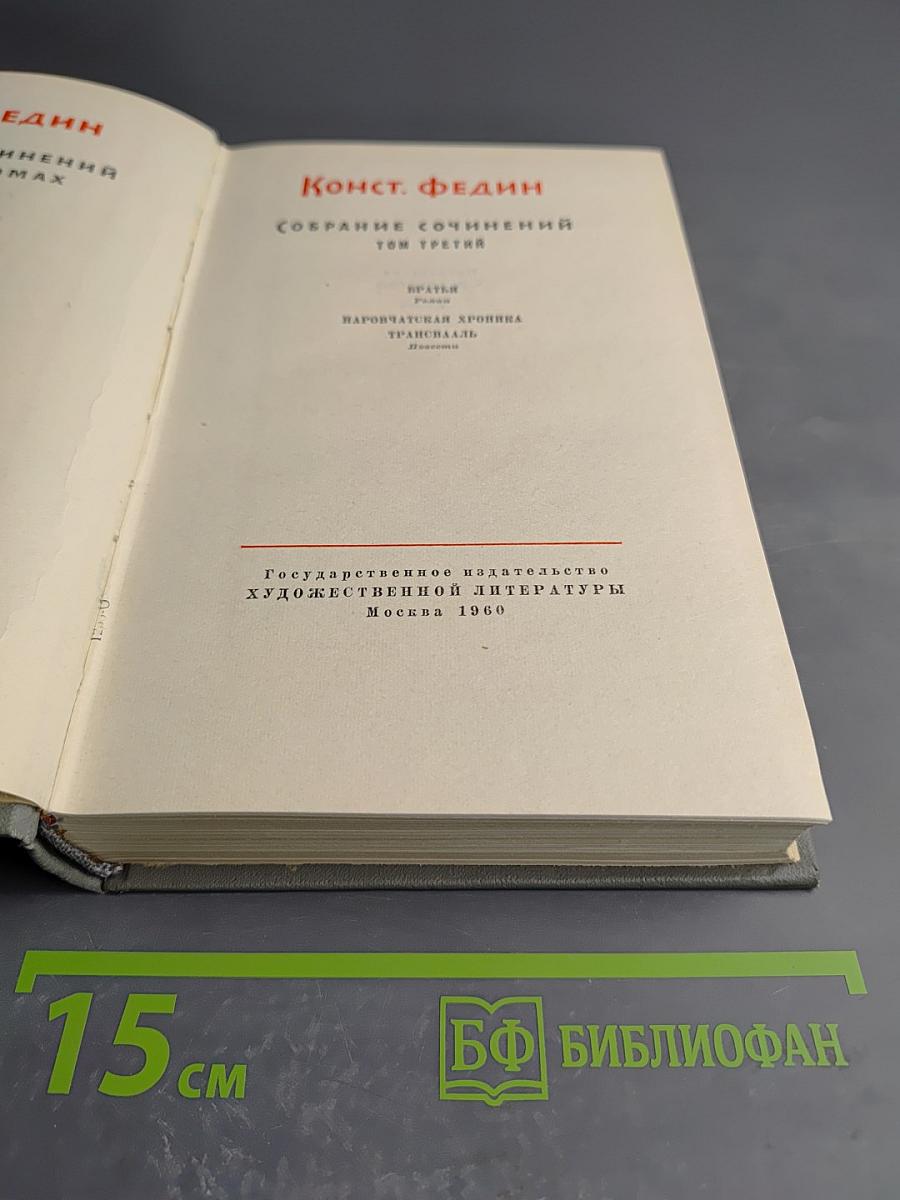 ЕДИН
ИНЕНИЙ
ОМАХ
Конст. Федин
Собрание сочинений
том третий
БРАТЬЯ
Роман
НАРОВЧАТСКАЯ ХРОНИКА
ТРАНСВААЛЬ
Повести
Государственное издательство
ХУДОЖЕСТВЕННОЙ ЛИТЕРАТУРЫ
Москва 1960
15 см
БФ БИБЛИОФАН